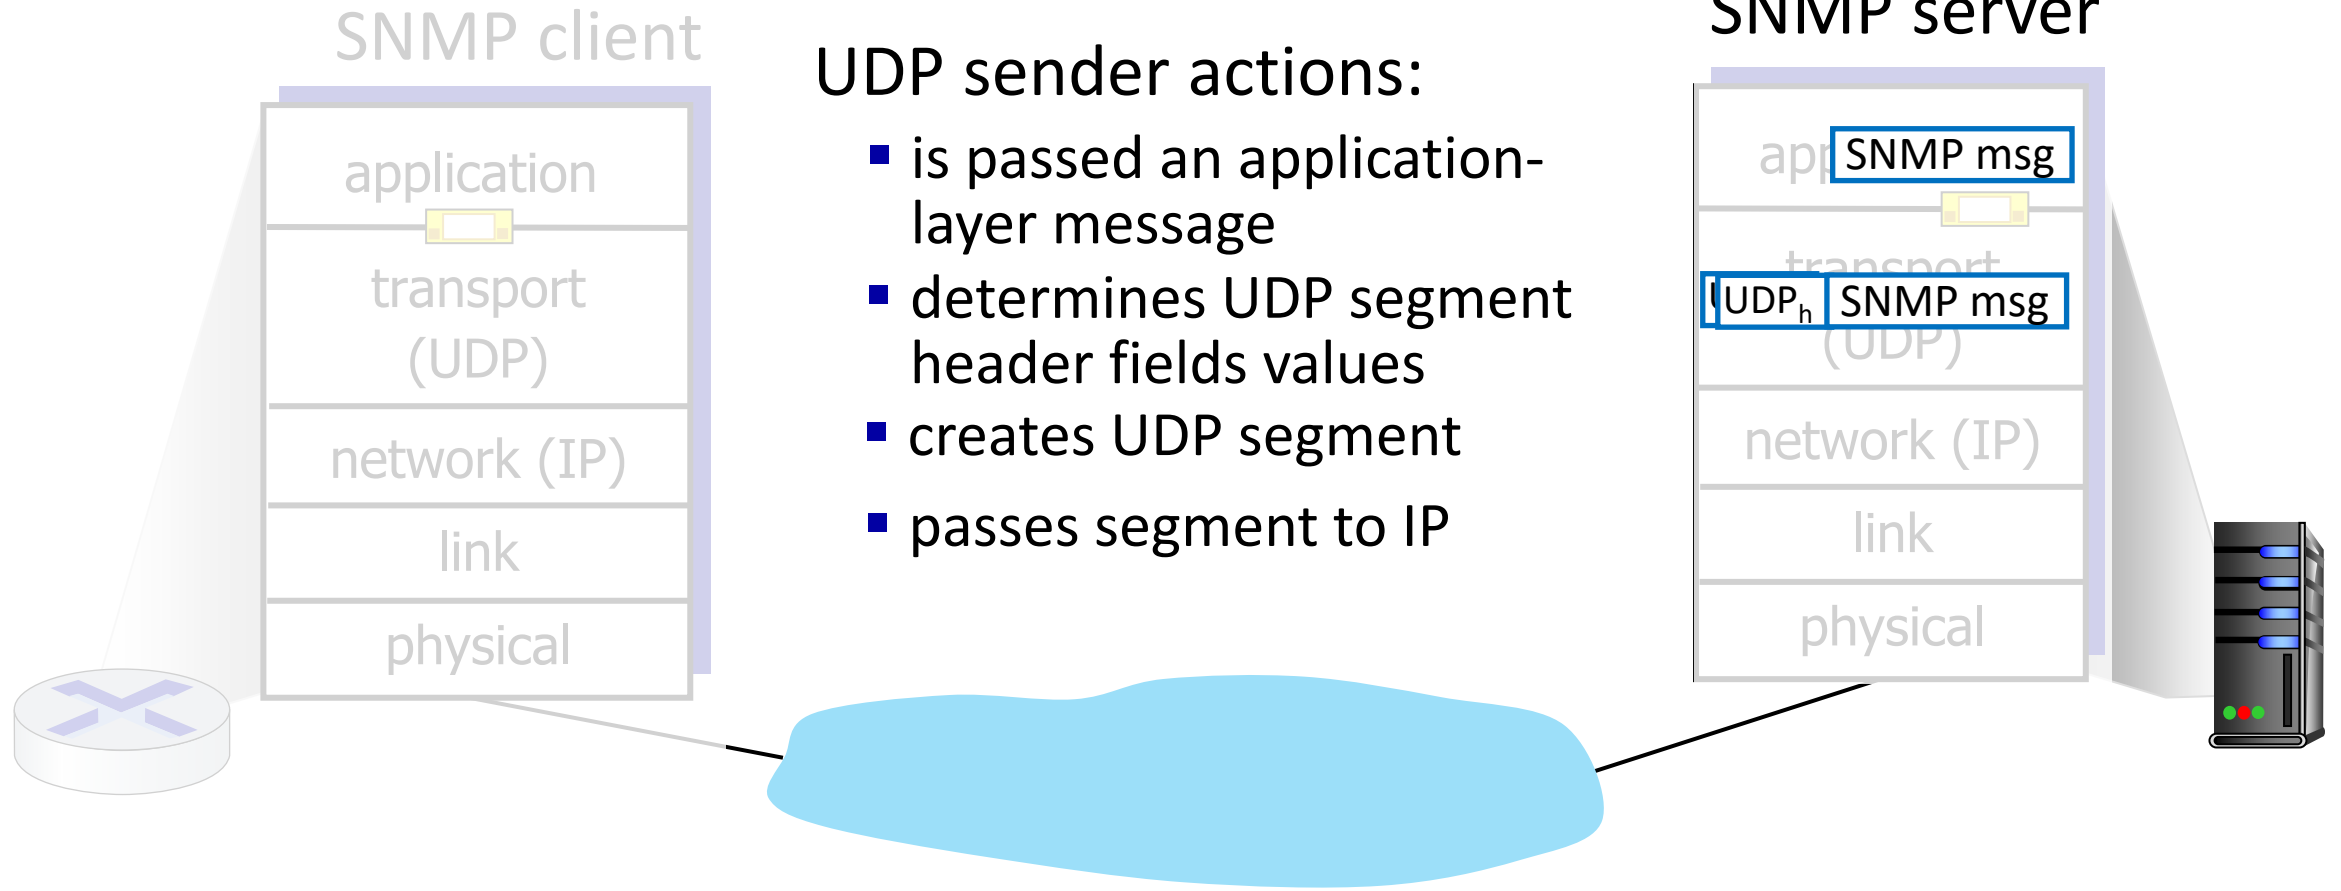 SNMP client
application
transport
(UDP)
network (IP)
link
physical
UDP sender actions:
▪ is passed an application-
layer message
▪ determines UDP segment
header fields values
▪ creates UDP segment
▪ passes segment to IP
SNMP server
SNMP msg
transport
UDPh SNMP msg
(UDP)
network (IP)
link
physical